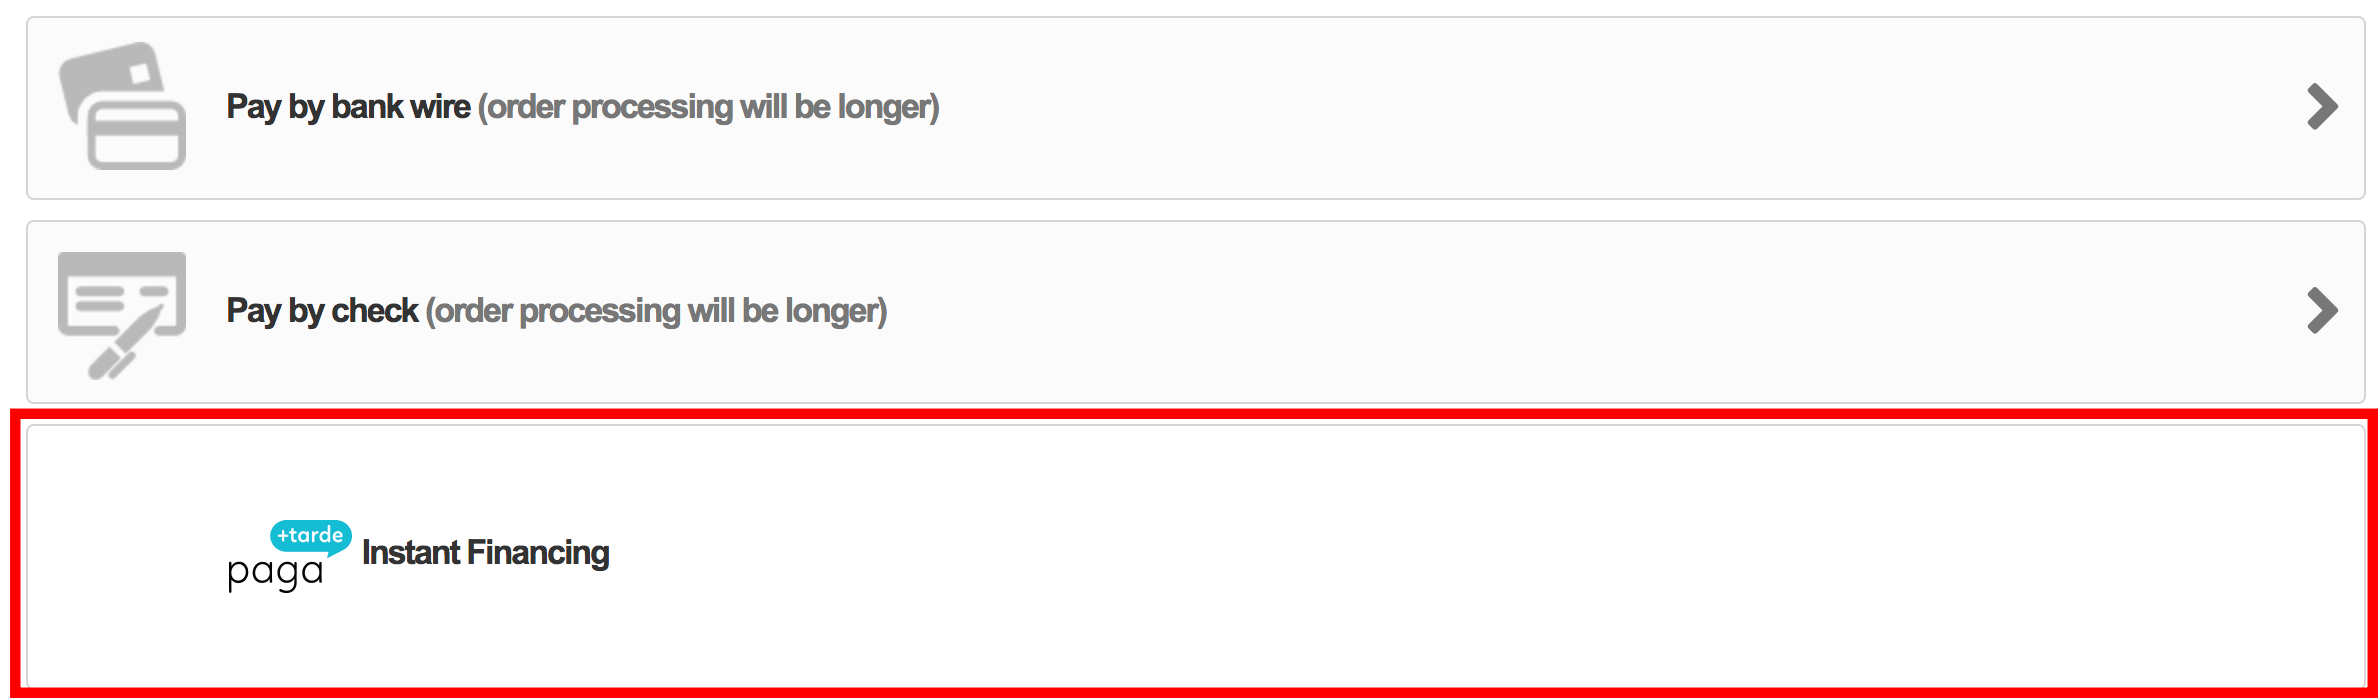 Pay by bank wire (order processing will be longer)
Pay by check (order processing will be longer)
+tarde
paga
Instant Financing